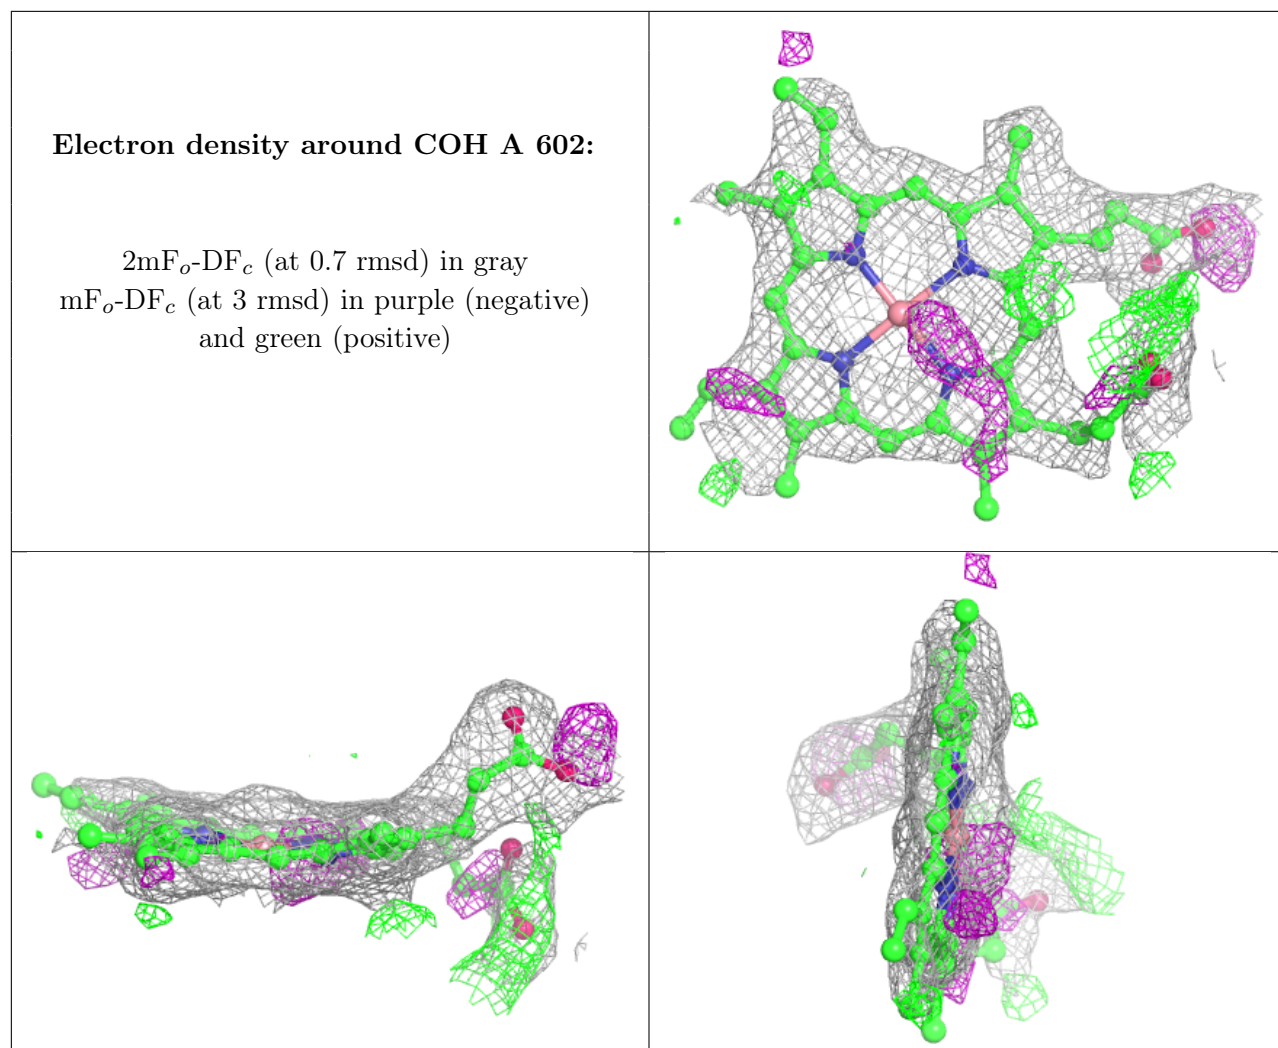 Electron density around COH A 602:
2mFo-DFc (at 0.7 rmsd) in gray
mFo-DFc (at 3 rmsd) in purple (negative)
and green (positive)